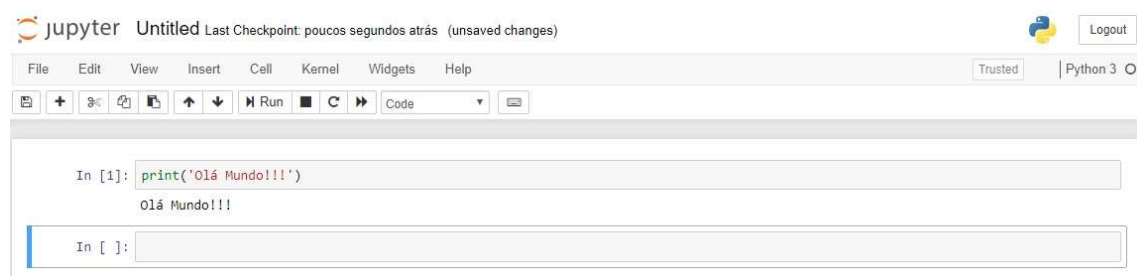 jupyter Untitled Last Checkpoint: poucos segundos atrás (unsaved changes) Logout
File Edit View Insert Cell Kernel Widgets Help Trusted Python 3
Run Code
In [1]: print('Olá Mundo!!!')
Olá Mundo!!!
In [ ]: